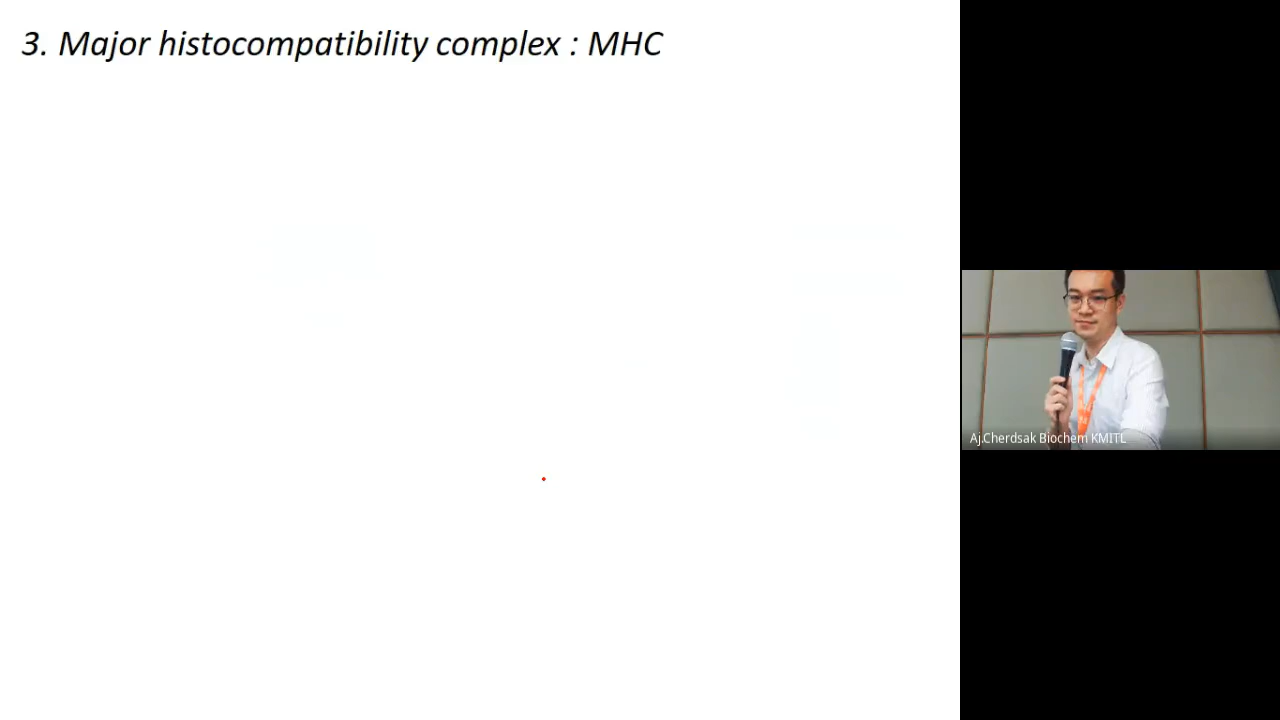 3. Major histocompatibility complex : MHC
Aj.Cherdsak Biochem KMITL